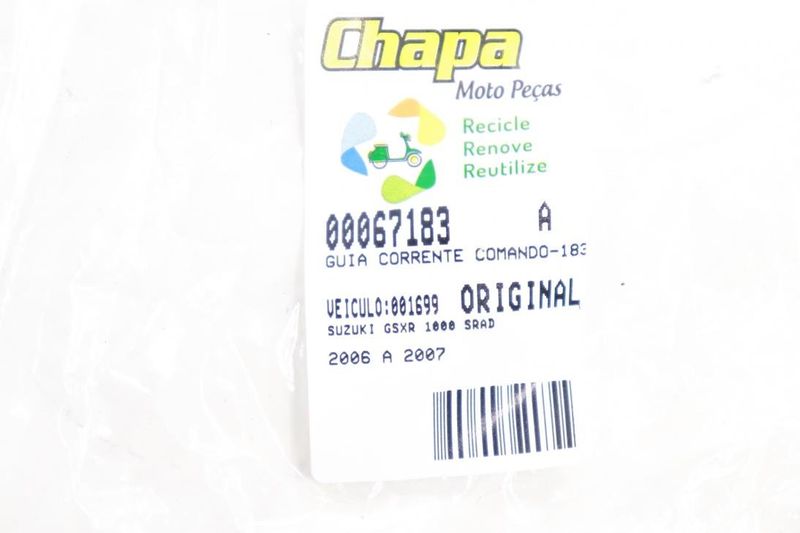 Chapa
Moto Peças
Recicle
Renove
Reutilize
00067183 A
GUIA CORRENTE COMANDO-183
VEICULO:001699 ORIGINAL
SUZUKI GSXR 1000 SRAD
2006 A 2007